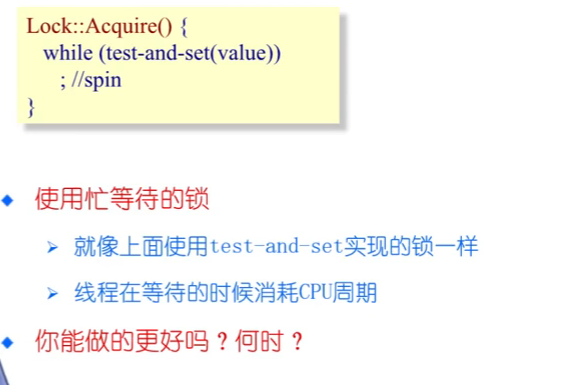 Lock::Acquire() {
while (test-and-set(value))
; //spin
}
使用忙等待的锁
就像上面使用test-and-set实现的锁一样
线程在等待的时候消耗CPU周期
你能做的更好吗？何时？